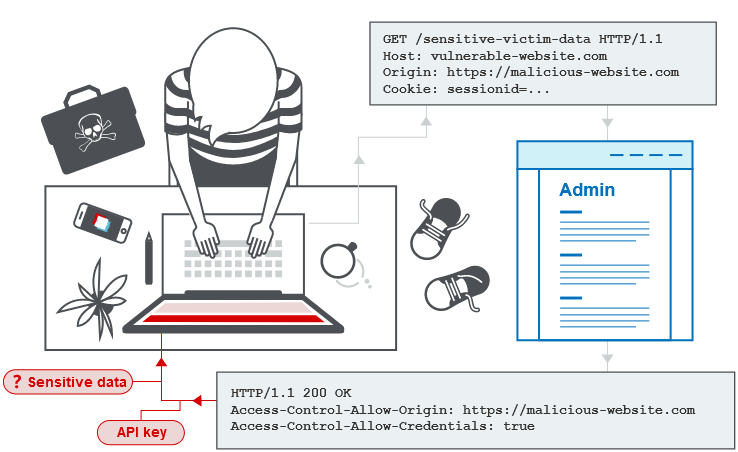 GET /sensitive-victim-data HTTP/1.1
Host: vulnerable-website.com
Origin: https://malicious-website.com
Cookie: sessionid=...
Admin
? Sensitive data
API key
HTTP/1.1 200 OK
Access-Control-Allow-Origin: https://malicious-website.com
Access-Control-Allow-Credentials: true